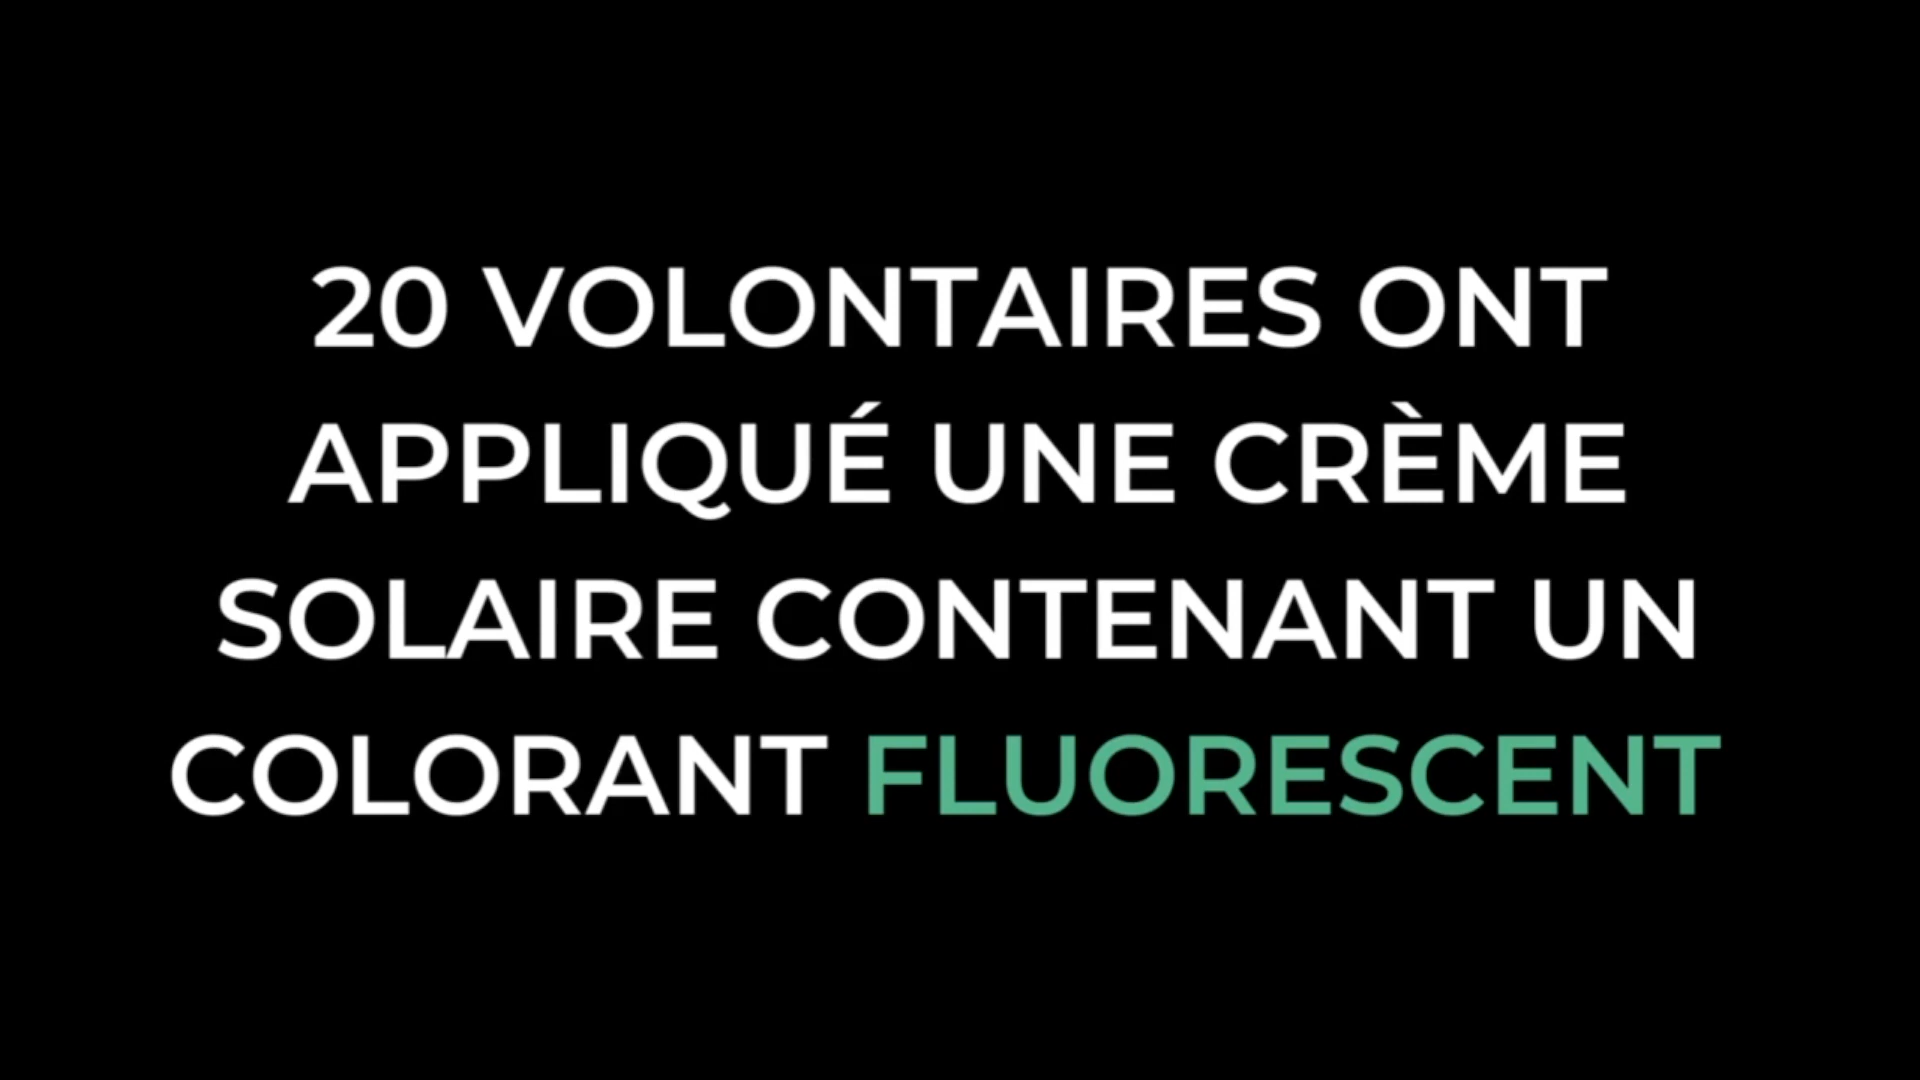 20 VOLONTAIRES ONT
APPLIQUÉ UNE CRÈME
SOLAIRE CONTENANT UN
COLORANT FLUORESCENT